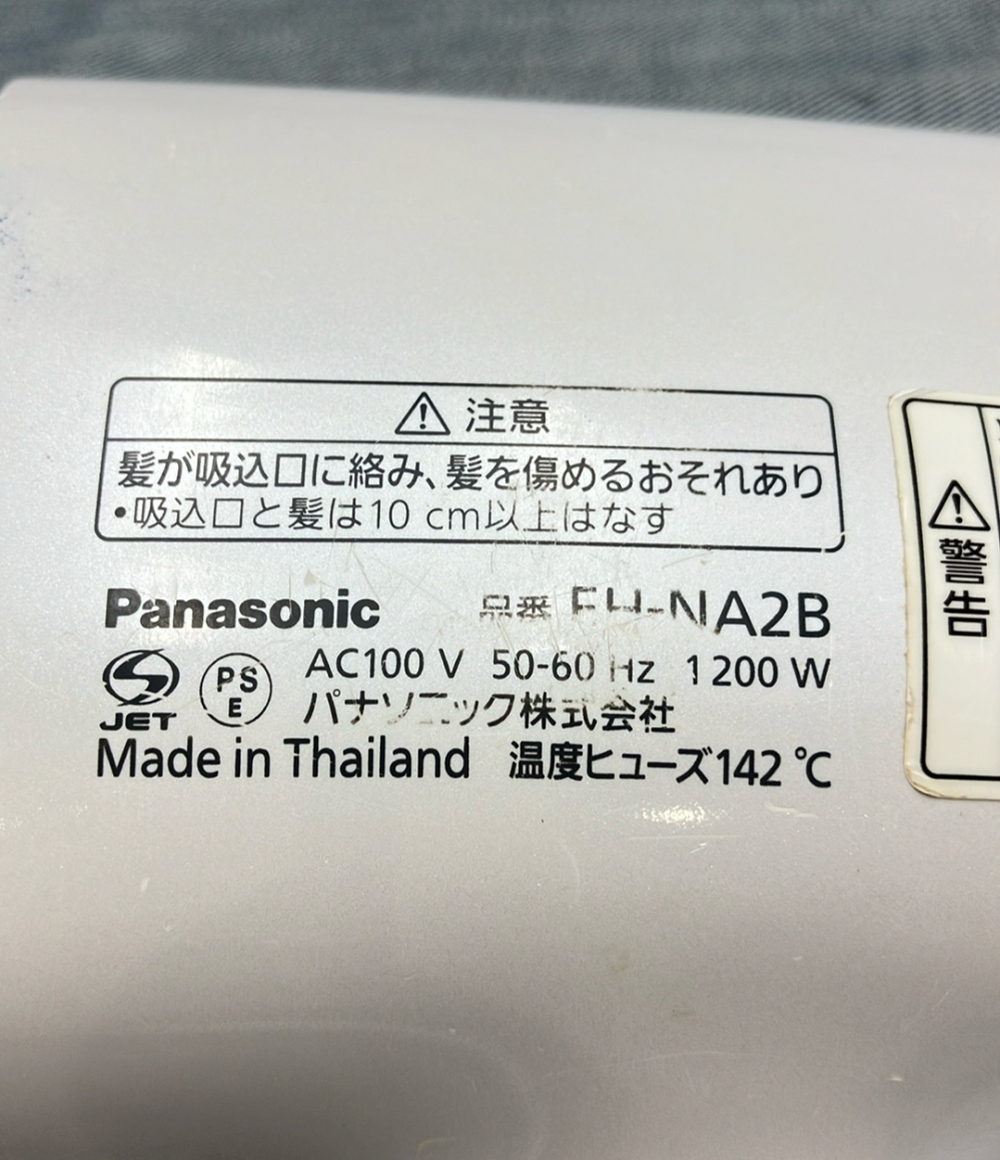 注意
髪が吸込口に絡み、髪を傷めるおそれあり
•吸込口と髪は10 cm以上はなす
Panasonic 品番 EH-NA2B
JET PSE AC100 V 50-60 Hz 1200 W
パナソニック株式会社
Made in Thailand 温度ヒューズ142 ℃
警告